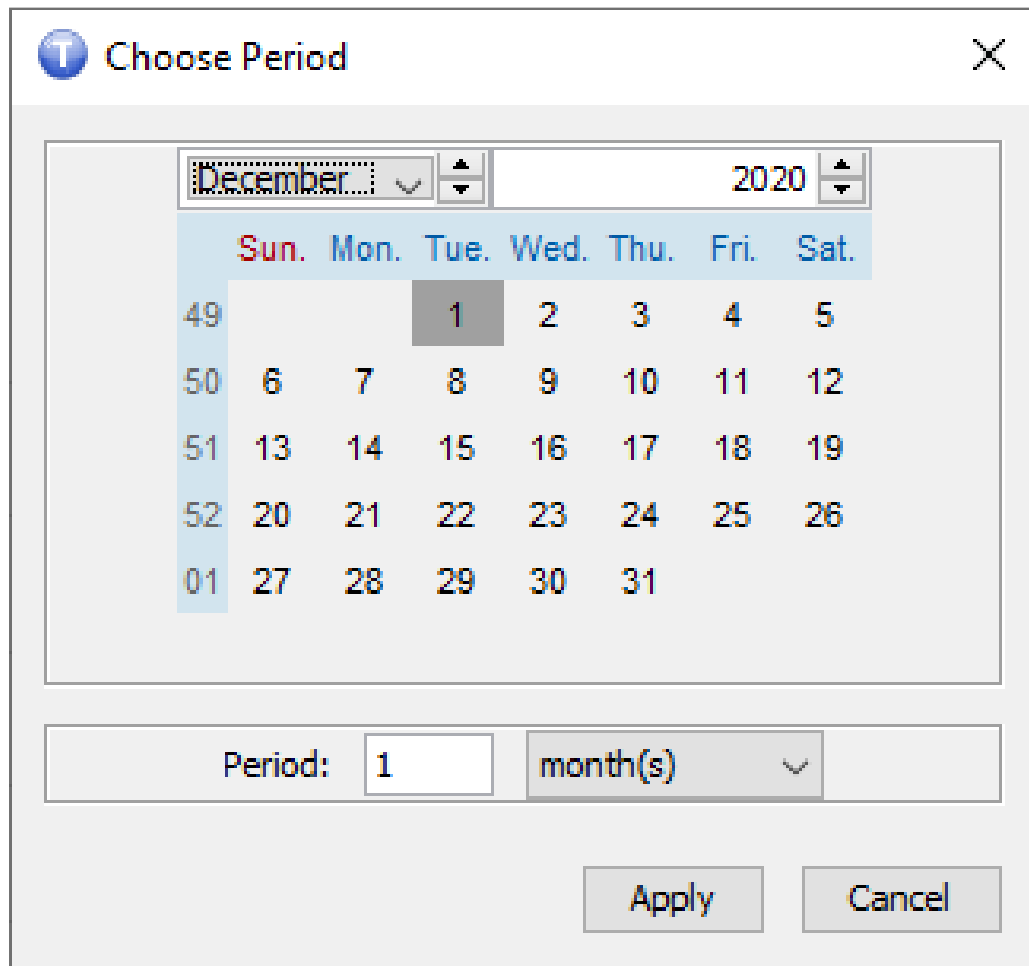 T Choose Period
December 2020
Sun. Mon. Tue. Wed. Thu. Fri. Sat.
49 1 2 3 4 5
50 6 7 8 9 10 11 12
51 13 14 15 16 17 18 19
52 20 21 22 23 24 25 26
01 27 28 29 30 31
Period: 1 month(s)
Apply Cancel